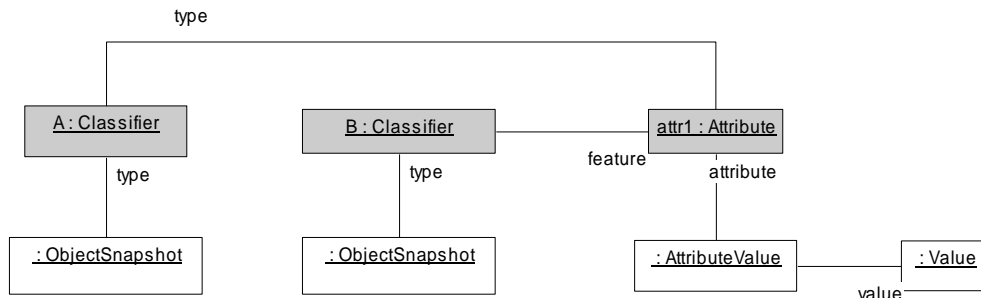 type
A : Classifier
B : Classifier
attr1 : Attribute
type
type
feature
attribute
: ObjectSnapshot
: ObjectSnapshot
: AttributeValue
: Value
value